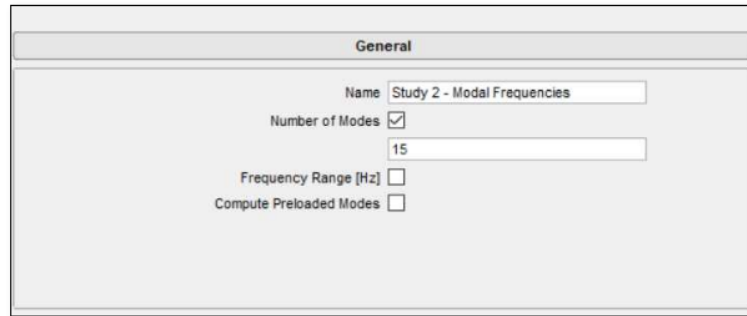 General
Name Study 2 - Modal Frequencies
Number of Modes
15
Frequency Range [Hz]
Compute Preloaded Modes